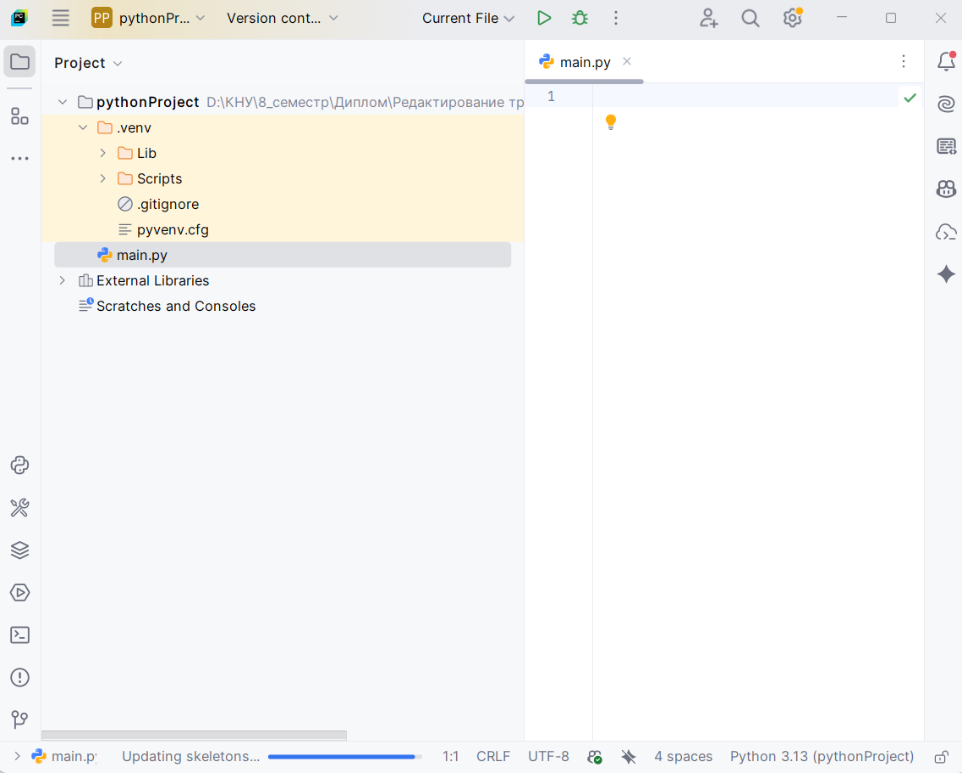 PP pythonPr... Version cont... Current File
Project
main.py
pythonProject D:\КНУ\8_семестр\Диплом\Редактирование тр
1
.venv
Lib
Scripts
.gitignore
pyvenv.cfg
main.py
External Libraries
Scratches and Consoles
main.py Updating skeletons... 1:1 CRLF UTF-8 4 spaces Python 3.13 (pythonProject)